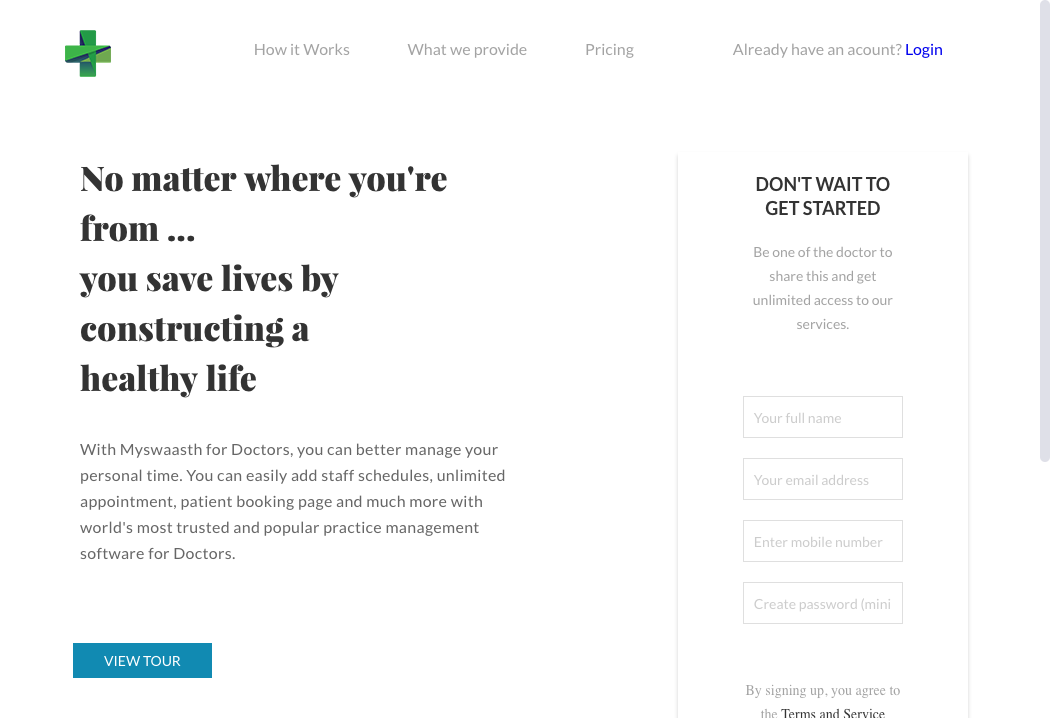 How it Works
What we provide
Pricing
Already have an acount? Login
No matter where you're
from ...
you save lives by
constructing a
healthy life
With Myswaasth for Doctors, you can better manage your
personal time. You can easily add staff schedules, unlimited
appointment, patient booking page and much more with
world's most trusted and popular practice management
software for Doctors.
VIEW TOUR
DON'T WAIT TO
GET STARTED
Be one of the doctor to
share this and get
unlimited access to our
services.
Your full name
Your email address
Enter mobile number
Create password (mini
By signing up, you agree to
the Terms and Service